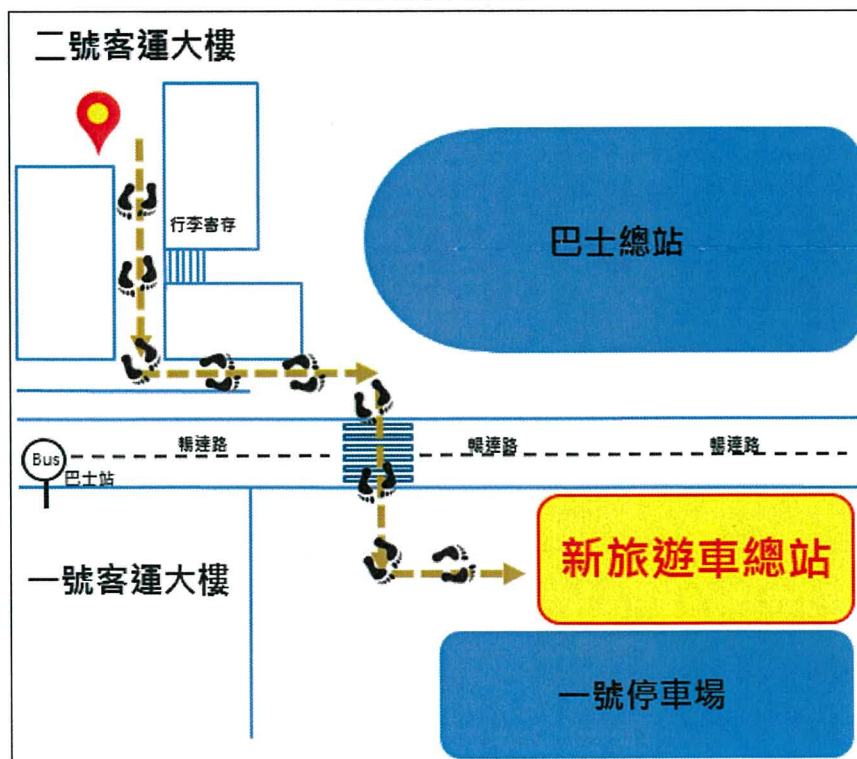 二號客運大樓
行李寄存
巴士總站
暢達路
暢達路
暢達路
Bus
巴士站
一號客運大樓
新旅遊車總站
一號停車場